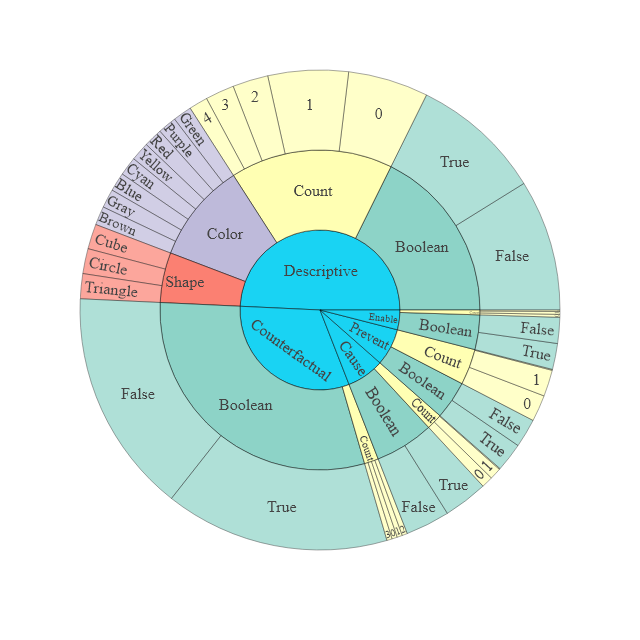 Descriptive
Count
4
3
2
1
0
Boolean
True
False
Color
Green
Purple
Red
Yellow
Cyan
Blue
Gray
Brown
Shape
Cube
Circle
Triangle
Counterfactual
Boolean
False
True
Count
3
0
1
2
Cause
Boolean
False
True
Count
0
1
Prevent
Boolean
True
False
Count
0
1
Enable
Boolean
True
False